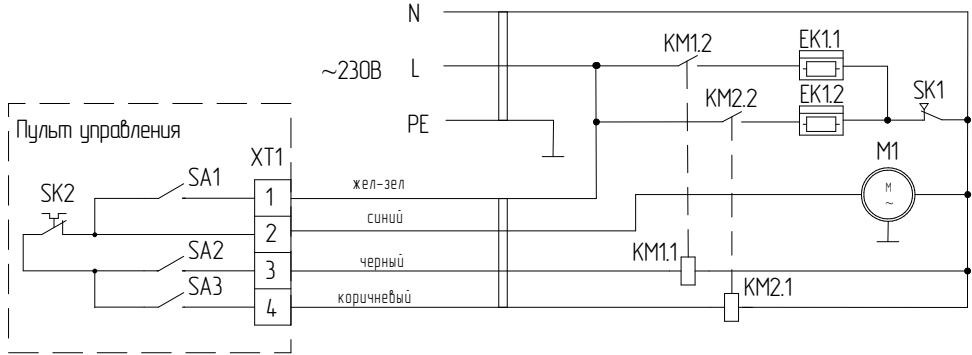 N
~230В L
PE
KM1.2
EK1.1
KM2.2
EK1.2
SK1
M1
М
~
Пульт управления
XT1
SK2
SA1
1
жел-зел
2
синий
SA2
3
черный
KM1.1
SA3
4
коричневый
KM2.1